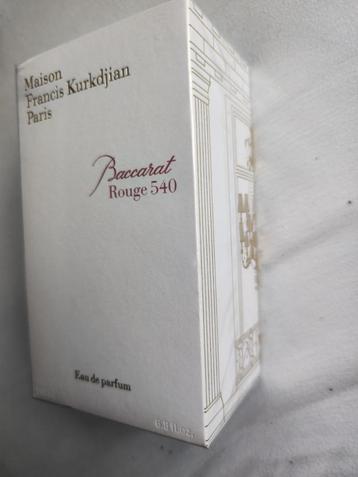 Maison
Francis Kurkdjian
Paris
Baccarat
Rouge 540
Eau de parfum